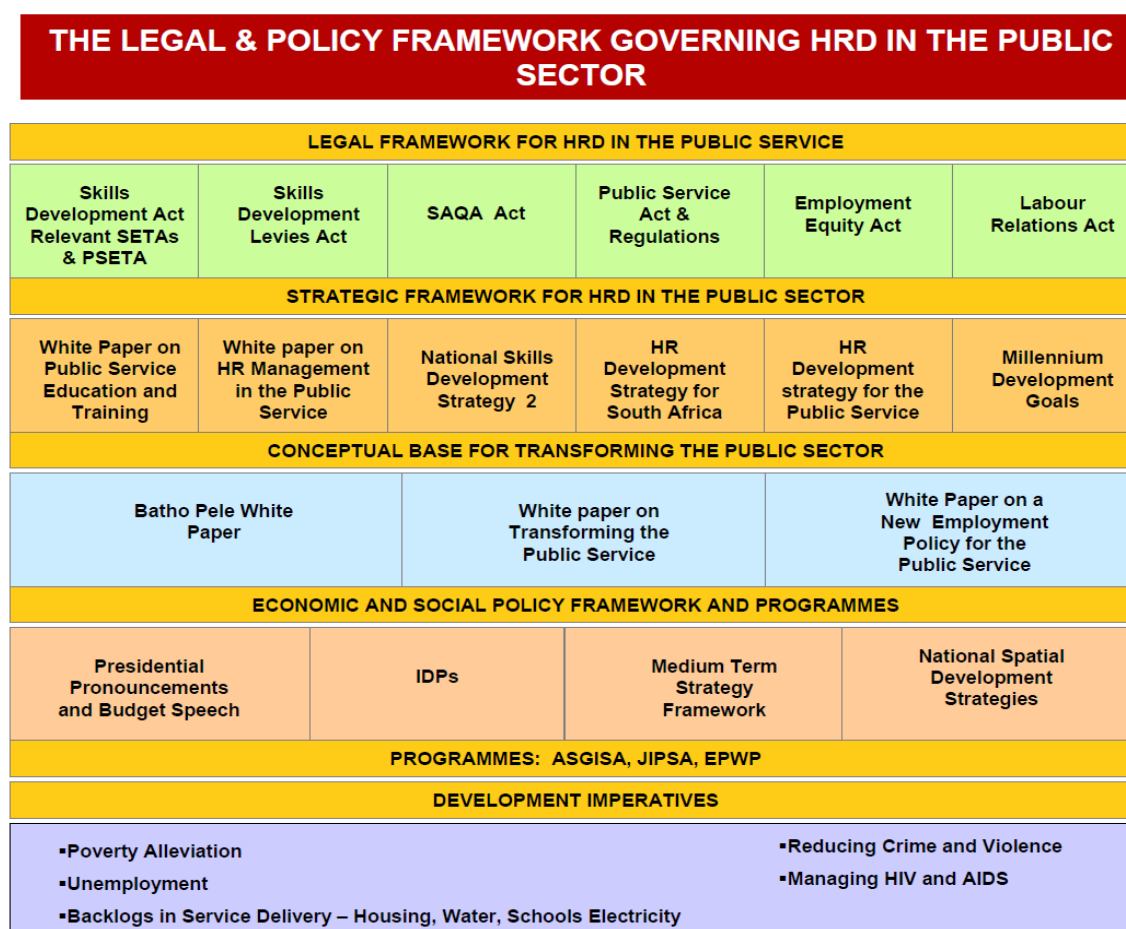 THE LEGAL & POLICY FRAMEWORK GOVERNING HRD IN THE PUBLIC
SECTOR
LEGAL FRAMEWORK FOR HRD IN THE PUBLIC SERVICE
Skills
Development Act
Relevant SETAs
& PSETA
Skills
Development
Levies Act
SAQA Act
Public Service
Act &
Regulations
Employment
Equity Act
Labour
Relations Act
STRATEGIC FRAMEWORK FOR HRD IN THE PUBLIC SECTOR
White Paper on
Public Service
Education and
Training
White paper on
HR Management
in the Public
Service
National Skills
Development
Strategy 2
HR
Development
Strategy for
South Africa
HR
Development
strategy for the
Public Service
Millennium
Development
Goals
CONCEPTUAL BASE FOR TRANSFORMING THE PUBLIC SECTOR
Batho Pele White
Paper
White paper on
Transforming the
Public Service
White Paper on a
New Employment
Policy for the
Public Service
ECONOMIC AND SOCIAL POLICY FRAMEWORK AND PROGRAMMES
Presidential
Pronouncements
and Budget Speech
IDPs
Medium Term
Strategy
Framework
National Spatial
Development
Strategies
PROGRAMMES: ASGISA, JIPSA, EPWP
DEVELOPMENT IMPERATIVES
▪Poverty Alleviation
▪Unemployment
▪Backlogs in Service Delivery – Housing, Water, Schools Electricity
▪Reducing Crime and Violence
▪Managing HIV and AIDS